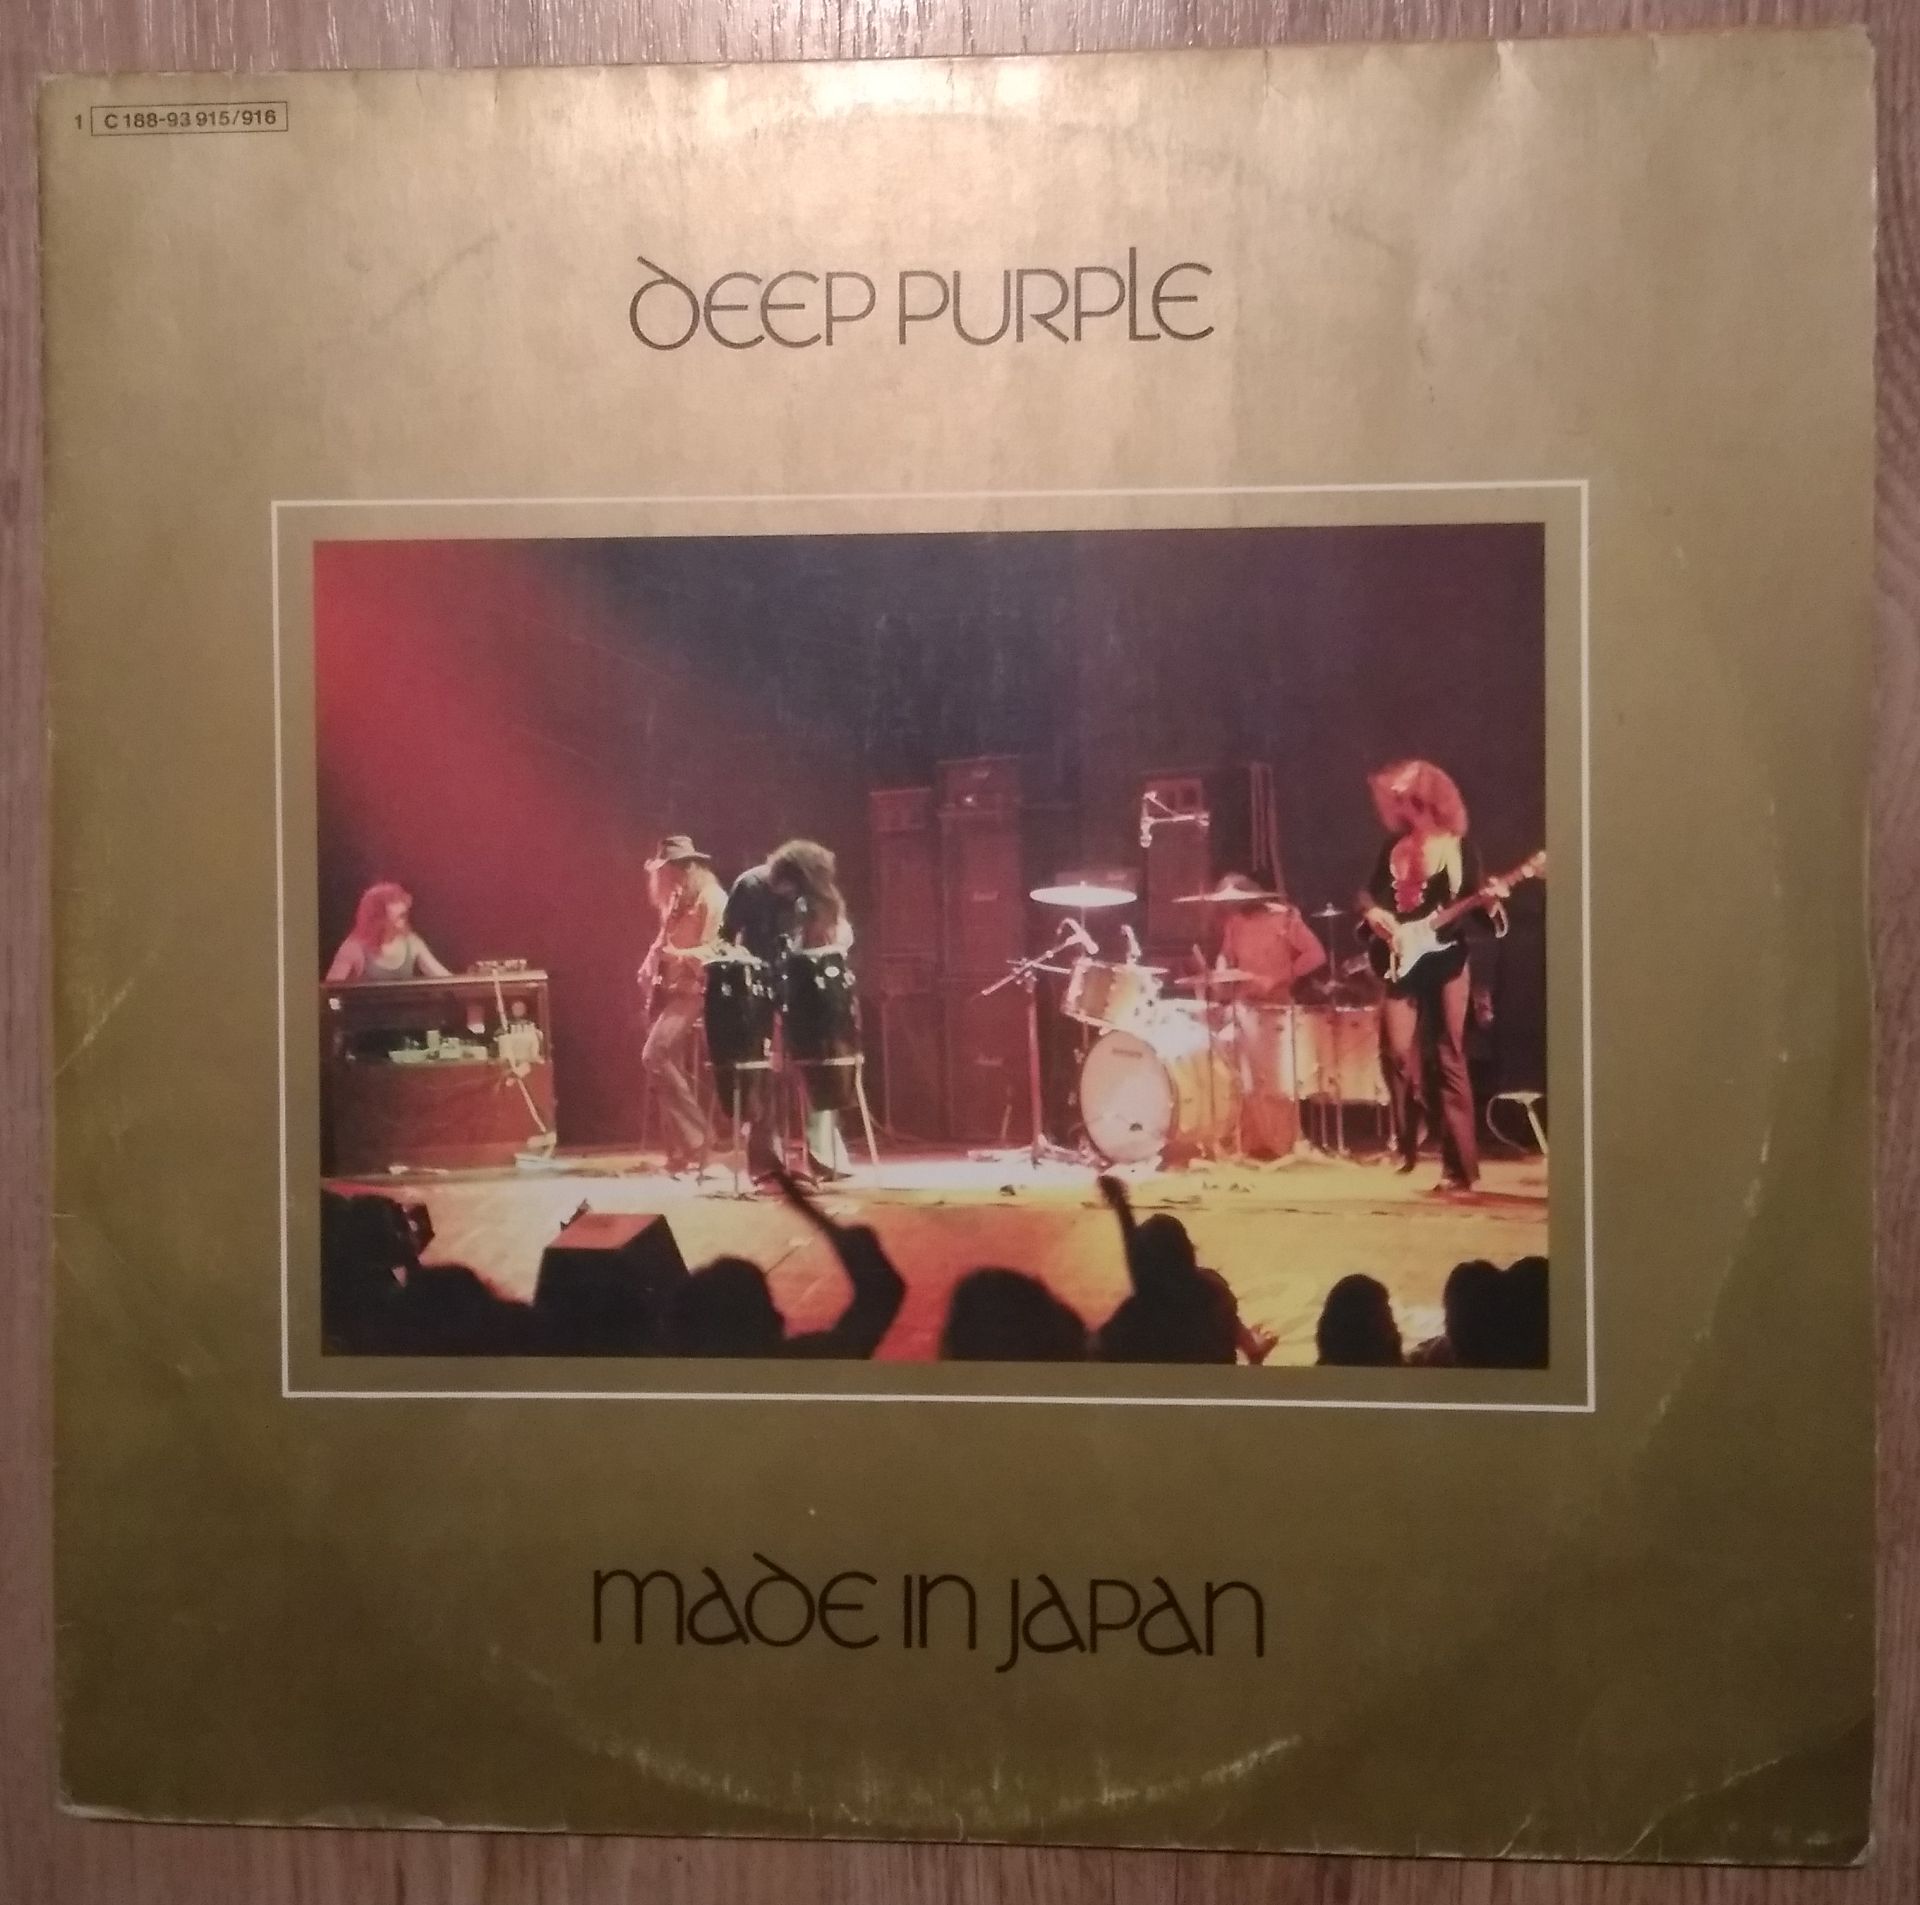 1 C 188-93 915/916
DEEP PURPLE
MADE IN JAPAN